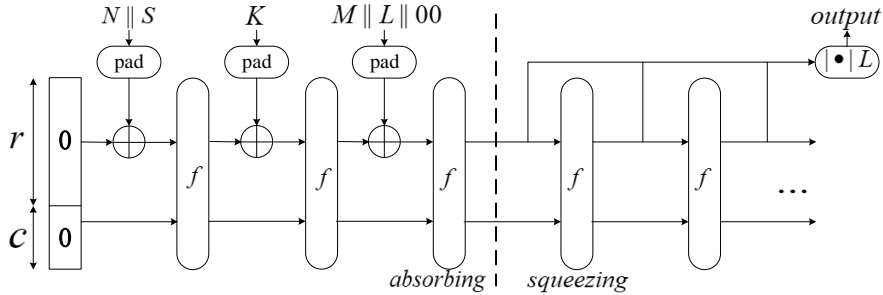 N || S K M || L || 00 output
pad pad pad | • | L
r 0 f f f f f
c 0 ...
absorbing squeezing